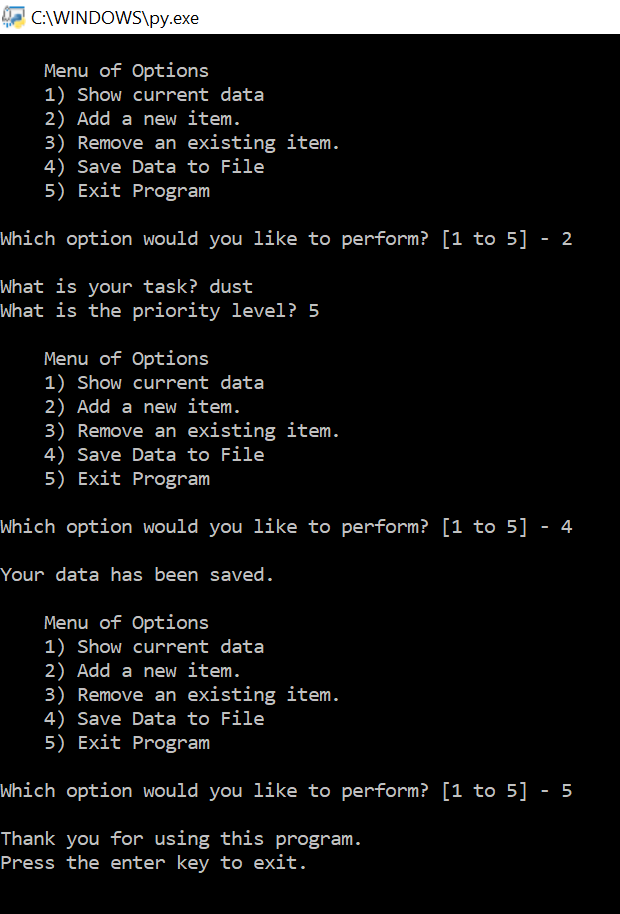 C:\WINDOWS\py.exe
Menu of Options
1) Show current data
2) Add a new item.
3) Remove an existing item.
4) Save Data to File
5) Exit Program
Which option would you like to perform? [1 to 5] - 2
What is your task? dust
What is the priority level? 5
Menu of Options
1) Show current data
2) Add a new item.
3) Remove an existing item.
4) Save Data to File
5) Exit Program
Which option would you like to perform? [1 to 5] - 4
Your data has been saved.
Menu of Options
1) Show current data
2) Add a new item.
3) Remove an existing item.
4) Save Data to File
5) Exit Program
Which option would you like to perform? [1 to 5] - 5
Thank you for using this program.
Press the enter key to exit.